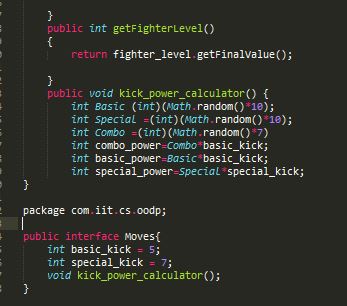 }
public int getFighterLevel()
{
return fighter_level.getFinalValue();
}
public void kick_power_calculator() {
int Basic (int)(Math.random()*10);
int Special =(int)(Math.random()*10);
int Combo =(int)(Math.random()*7)
int combo_power=Combo*basic_kick;
int basic_power=Basic*basic_kick;
int special_power=Special*special_kick;
}
package com.iit.cs.oodp;
public interface Moves{
int basic_kick = 5;
int special_kick = 7;
void kick_power_calculator();
}